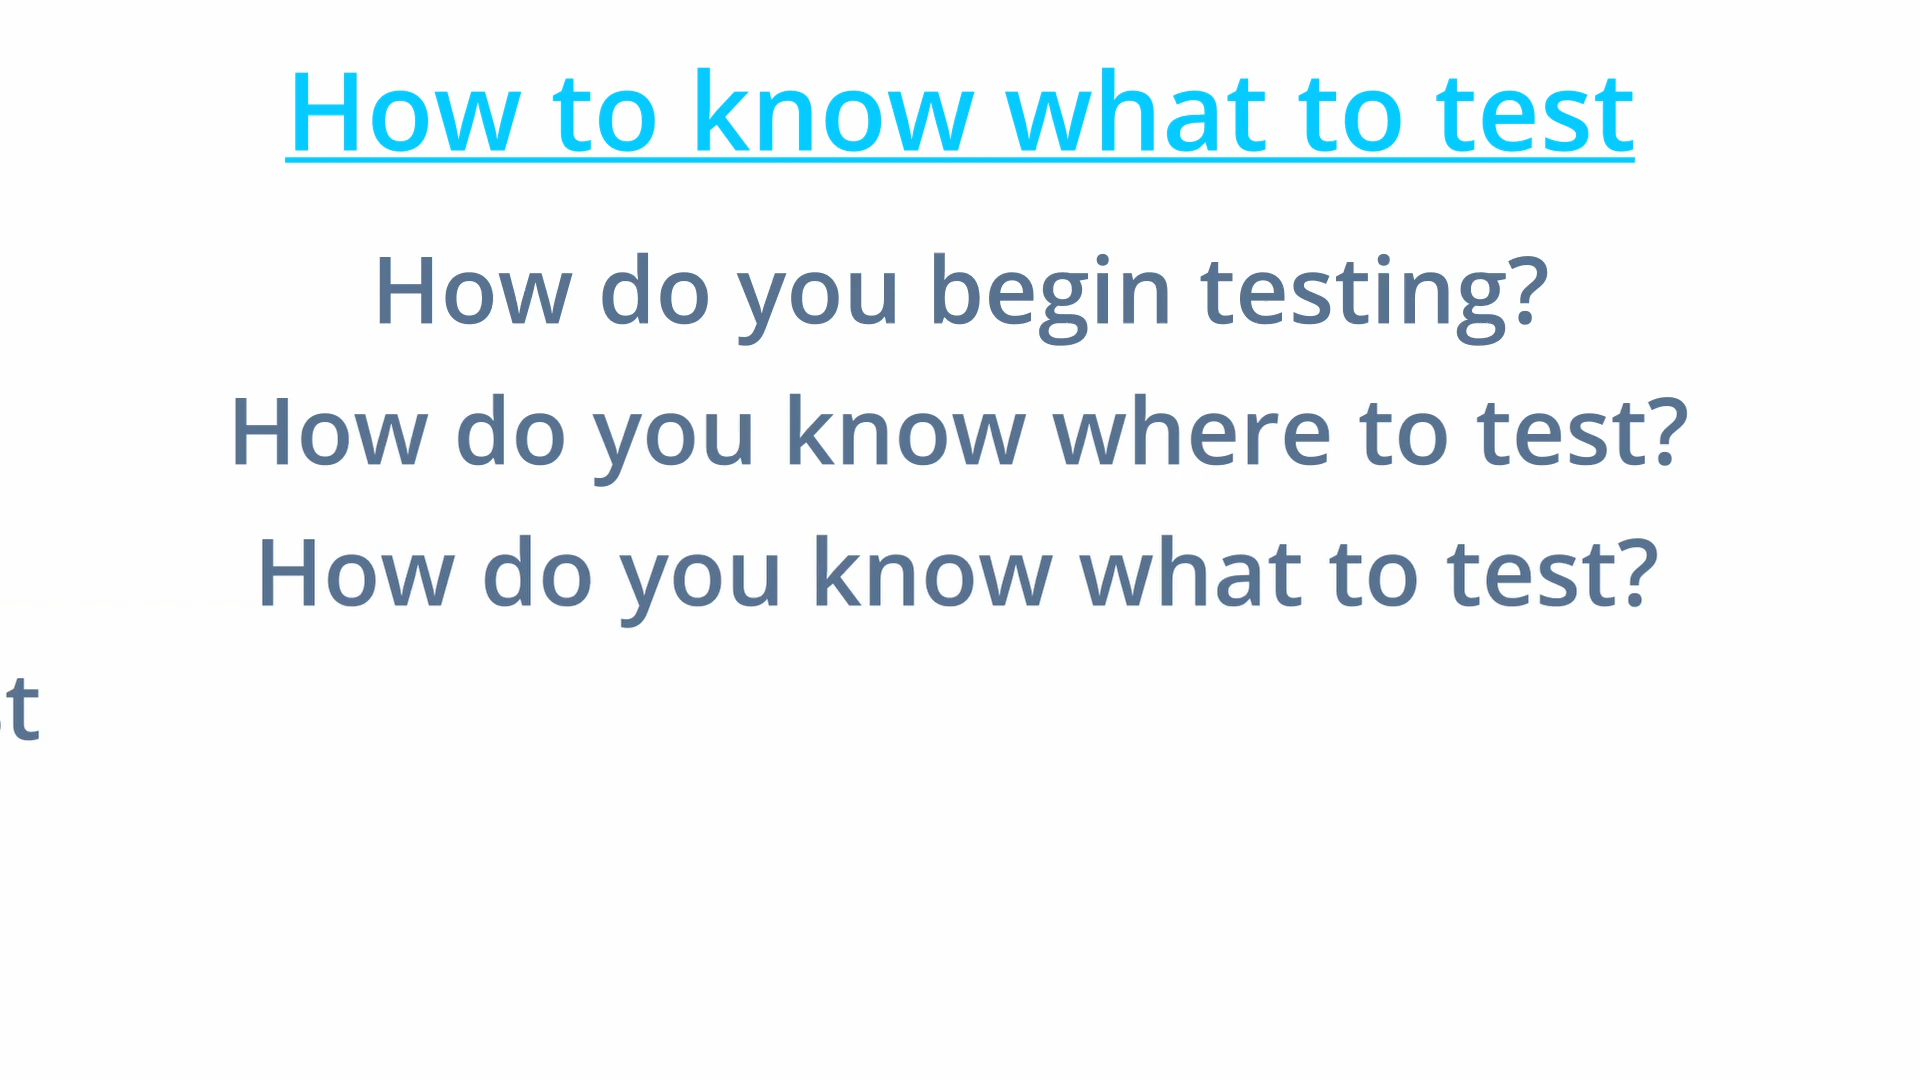 How to know what to test
How do you begin testing?
How do you know where to test?
How do you know what to test?